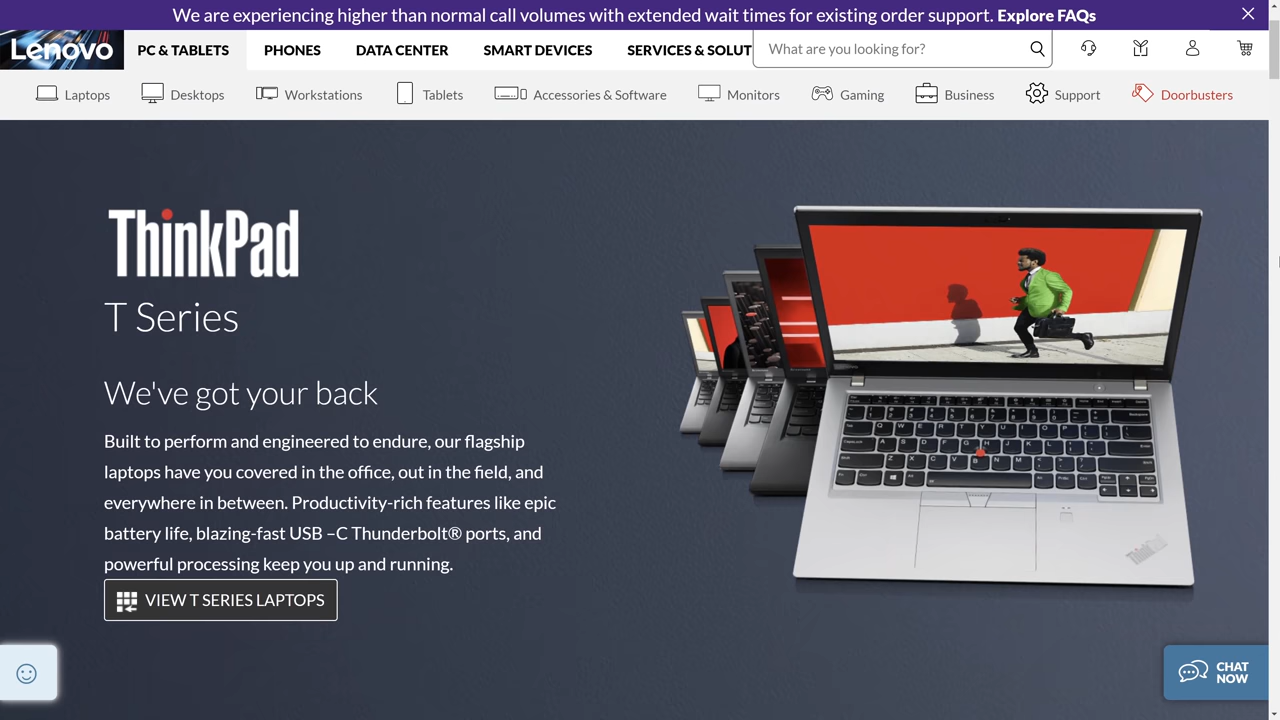 We are experiencing higher than normal call volumes with extended wait times for existing order support. Explore FAQs
Lenovo
PC & TABLETS
PHONES
DATA CENTER
SMART DEVICES
SERVICES & SOLUT
What are you looking for?
Laptops
Desktops
Workstations
Tablets
Accessories & Software
Monitors
Gaming
Business
Support
Doorbusters
ThinkPad
T Series
We've got your back
Built to perform and engineered to endure, our flagship
laptops have you covered in the office, out in the field, and
everywhere in between. Productivity-rich features like epic
battery life, blazing-fast USB –C Thunderbolt® ports, and
powerful processing keep you up and running.
VIEW T SERIES LAPTOPS
CHAT
NOW